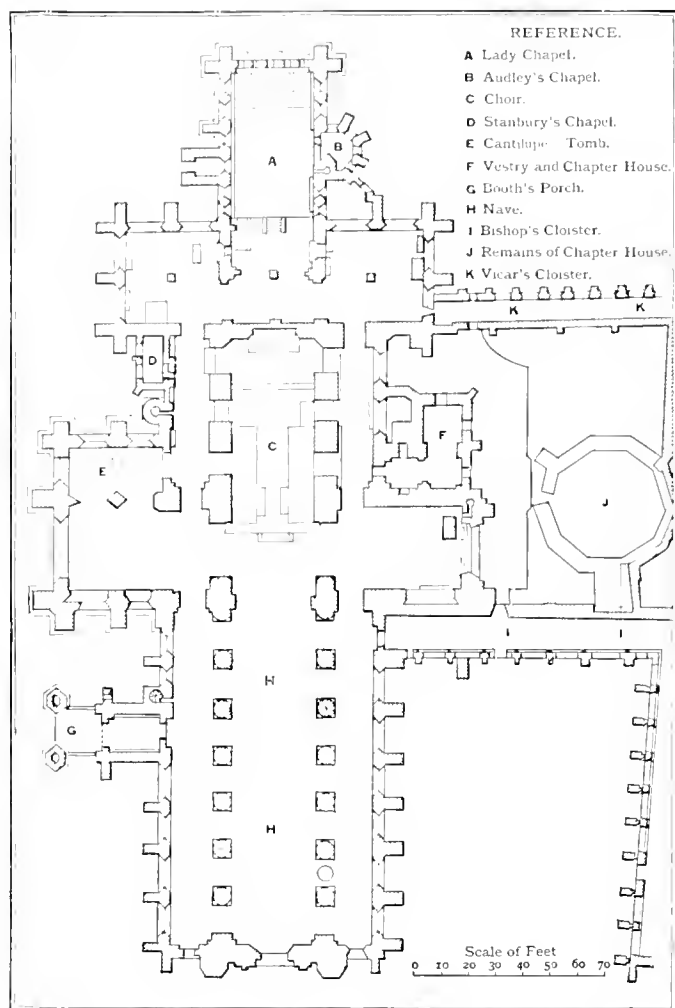 REFERENCE.
A Lady Chapel.
B Audley's Chapel.
C Choir.
D Stanbury's Chapel.
E Cantilupe Tomb.
F Vestry and Chapter House.
G Booth's Porch.
H Nave.
I Bishop's Cloister.
J Remains of Chapter House.
K Vicar's Cloister.
A
B
K K
D
C
F
E
J
I I
H
G
H
Scale of Feet
0 10 20 30 40 50 60 70